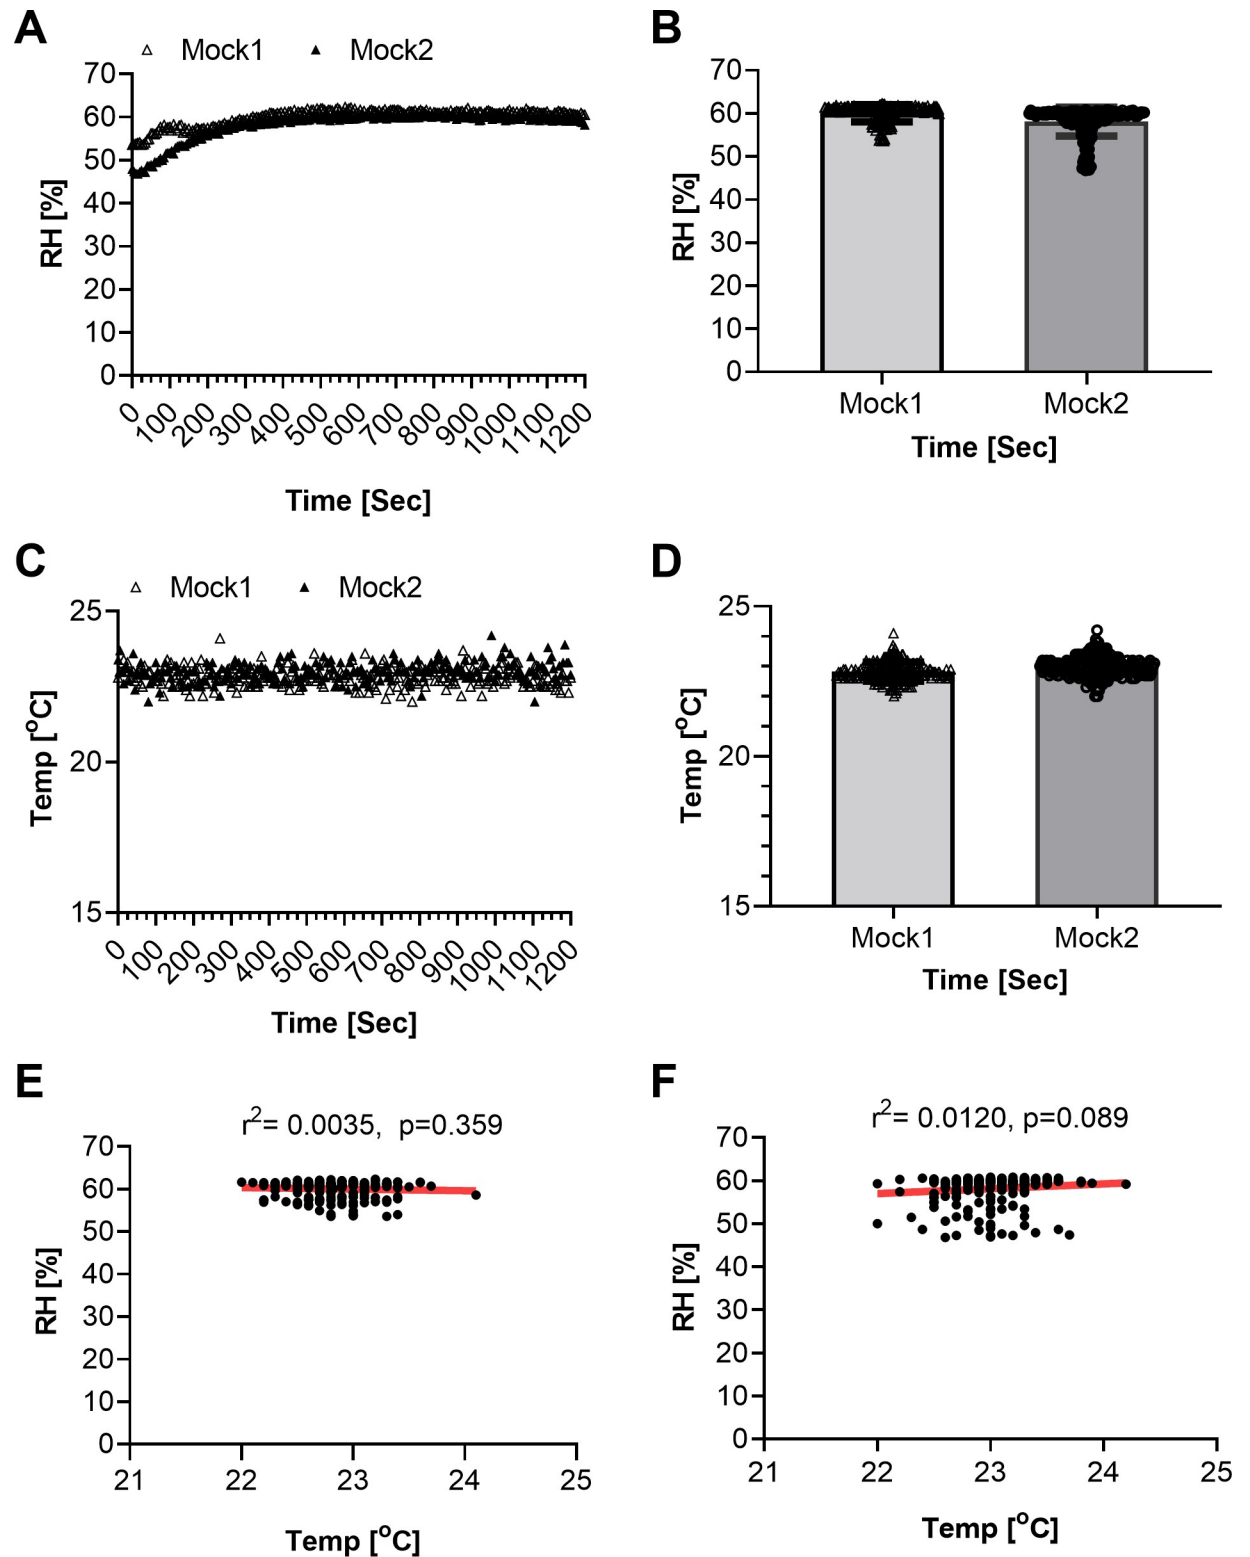 A
Mock1 Mock2
RH [%]
70
60
50
40
30
20
10
0
0 100 200 300 400 500 600 700 800 900 1000 1100 1200
Time [Sec]
B
RH [%]
70
60
50
40
30
20
10
0
Mock1 Mock2
Time [Sec]
C
Mock1 Mock2
Temp [°C]
25
20
15
0 100 200 300 400 500 600 700 800 900 1000 1100 1200
Time [Sec]
D
Temp [°C]
25
20
15
Mock1 Mock2
Time [Sec]
E
r²= 0.0035, p=0.359
RH [%]
70
60
50
40
30
20
10
0
21 22 23 24 25
Temp [°C]
F
r²= 0.0120, p=0.089
RH [%]
70
60
50
40
30
20
10
0
21 22 23 24 25
Temp [°C]